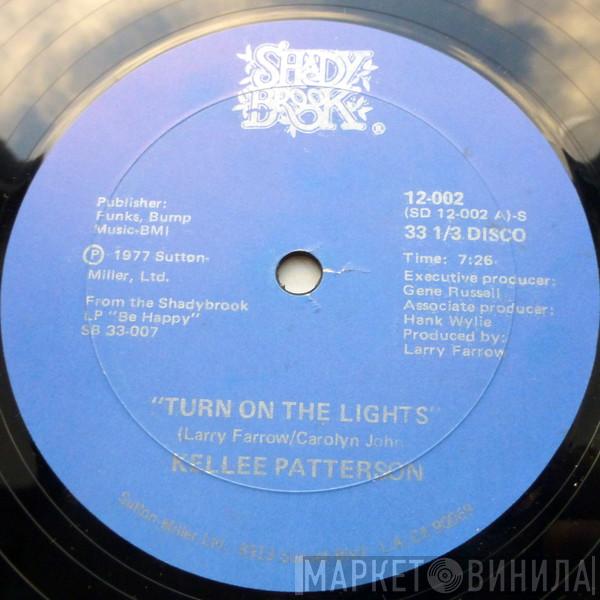 SHADY
BROOK ®
Publisher:
Funks, Bump
Music-BMI
℗ 1977 Sutton-
Miller, Ltd.
From the Shadybrook
LP "Be Happy"
SB 33-007
12-002
(SD 12-002 A)-S
33 1/3 DISCO
Time: 7:26
Executive producer:
Gene Russell
Associate producer:
Hank Wylie
Produced by:
Larry Farrow
"TURN ON THE LIGHTS"
(Larry Farrow/Carolyn John
KELLEE PATTERSON
Sutton-Miller, Ltd., L.A. CA 90069
МАРКЕТ ВИНИЛА